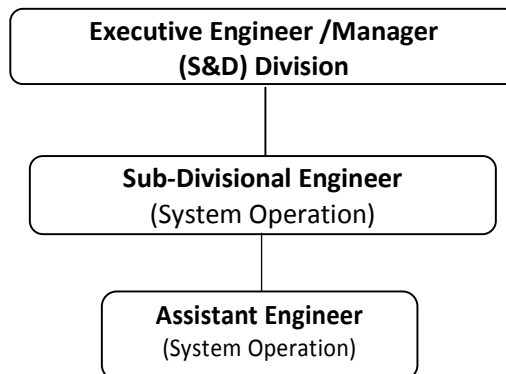 Executive Engineer /Manager
(S&D) Division
Sub-Divisional Engineer
(System Operation)
Assistant Engineer
(System Operation)